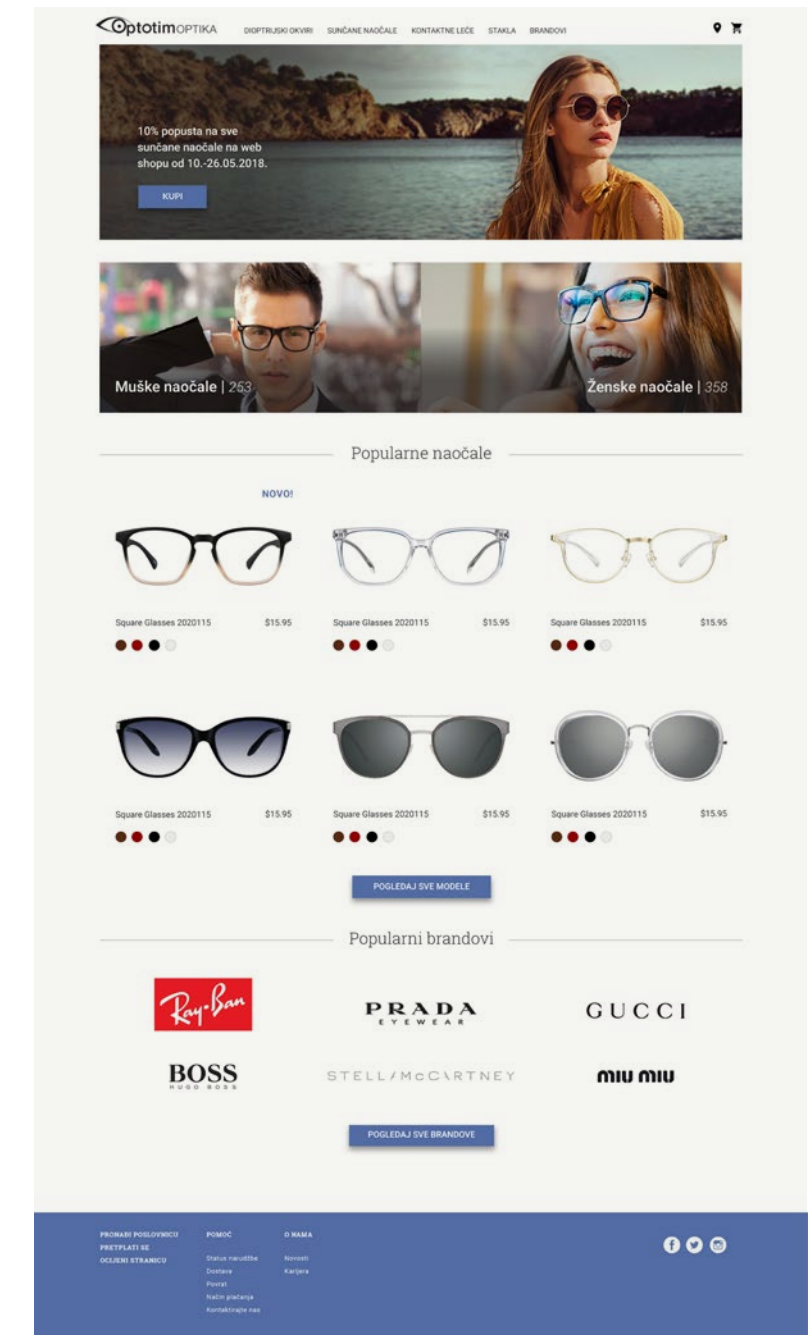 OptotimOPTIKA
DIOPTRIJSKI OKVIRI SUNČANE NAOČALE KONTAKTNE LEĆE STAKLA BRANDOVI
10% popusta na sve
sunčane naočale na web
shopu od 10.-26.05.2018.
KUPI
Muške naočale | 253
Ženske naočale | 358
Popularne naočale
NOVO!
Square Glasses 2020115 $15.95
Square Glasses 2020115 $15.95
Square Glasses 2020115 $15.95
Square Glasses 2020115 $15.95
Square Glasses 2020115 $15.95
Square Glasses 2020115 $15.95
POGLEDAJ SVE MODELE
Popularni brandovi
Ray-Ban
PRADA
EYEWEAR
GUCCI
BOSS
HUGO BOSS
STELLA McCARTNEY
miu miu
POGLEDAJ SVE BRANDOVE
PRONAĐI POSLOVNICU
PRETPLATI SE
OCIJENI STRANICU
POMOĆ
Status narudžbe
Dostava
Povrat
Način plaćanja
Kontaktirajte nas
O NAMA
Novosti
Karijera